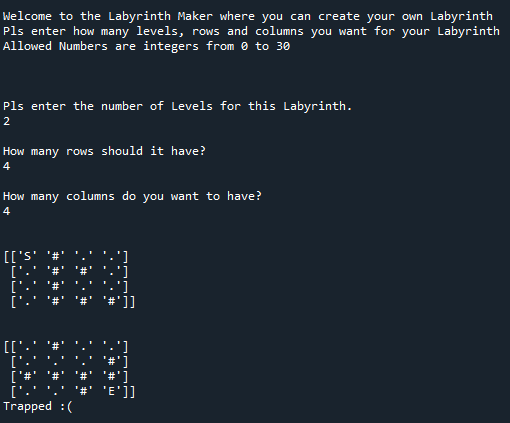 Welcome to the Labyrinth Maker where you can create your own Labyrinth
Pls enter how many levels, rows and columns you want for your Labyrinth
Allowed Numbers are integers from 0 to 30
Pls enter the number of Levels for this Labyrinth.
2
How many rows should it have?
4
How many columns do you want to have?
4
[['S' '#' '.' '.']
['.' '#' '#' '.']
['.' '#' '.' '.']
['.' '#' '#' '#']]
[['.' '#' '.' '.']
['.' '.' '.' '#']
['#' '#' '#' '#']
['.' '.' '#' 'E']]
Trapped :(